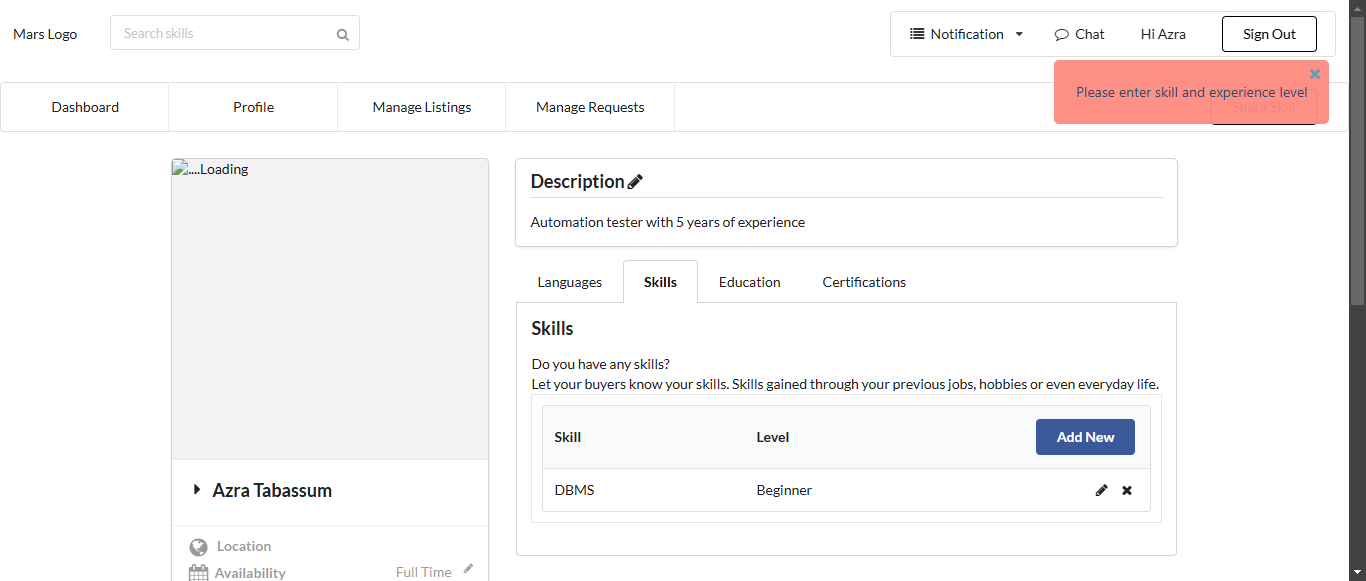 Mars Logo
Search skills
Notification
Chat
Hi Azra
Sign Out
Please enter skill and experience level
Dashboard
Profile
Manage Listings
Manage Requests
Share Skill
....Loading
Description
Automation tester with 5 years of experience
Languages
Skills
Education
Certifications
Skills
Do you have any skills?
Let your buyers know your skills. Skills gained through your previous jobs, hobbies or even everyday life.
Skill
Level
Add New
DBMS
Beginner
Azra Tabassum
Location
Availability
Full Time